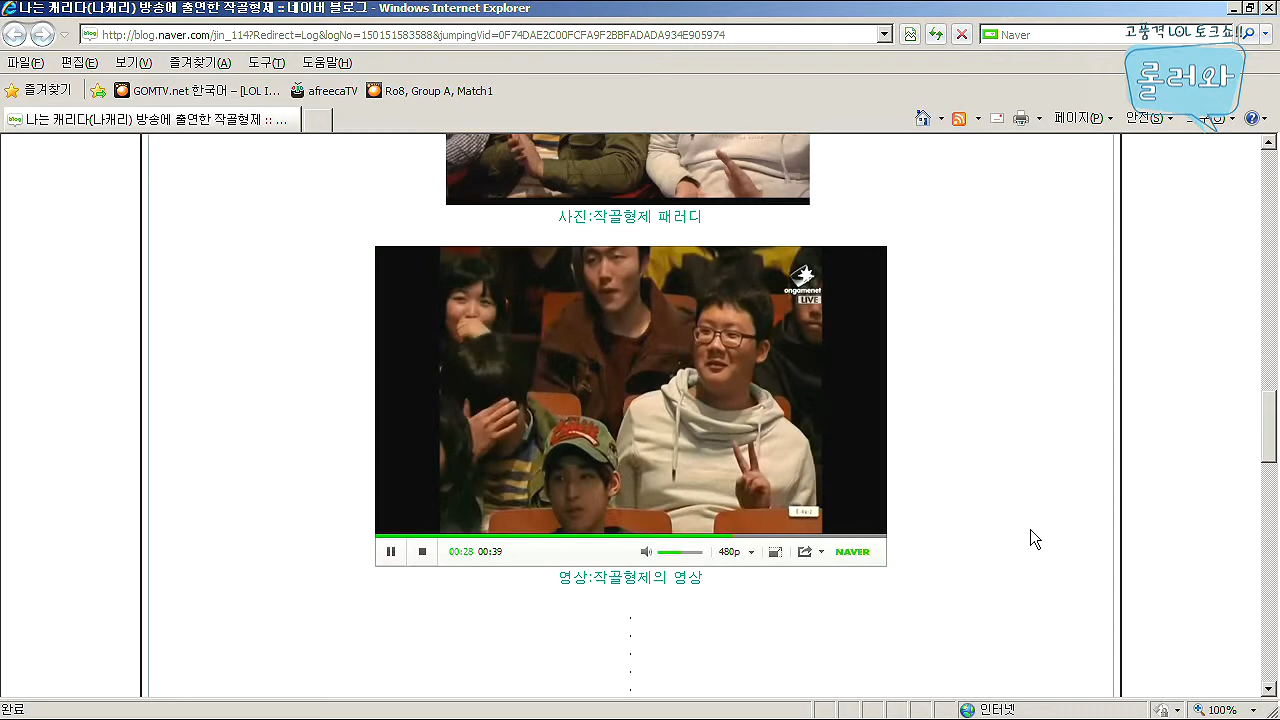 나는 캐리다(나캐리) 방송에 출연한 작골형제 :: 네이버 블로그 - Windows Internet Explorer
http://blog.naver.com/jin_114?Redirect=Log&logNo=150151583588&jumpingVid=0F74DAE2C00FCFA9F2BBFADADA934E905974
Naver
고품격 LOL 토크쇼!!
롤러와
파일(F) 편집(E) 보기(V) 즐겨찾기(A) 도구(T) 도움말(H)
즐겨찾기 GOMTV.net 한국어 - [LOL I... afreecaTV Ro8, Group A, Match1
나는 캐리다(나캐리) 방송에 출연한 작골형제 :: ...
페이지(P) 안전(S)
사진:작골형제 패러디
ongamenet
LIVE
00:28 00:39 480p NAVER
영상:작골형제의 영상
완료 인터넷 100%